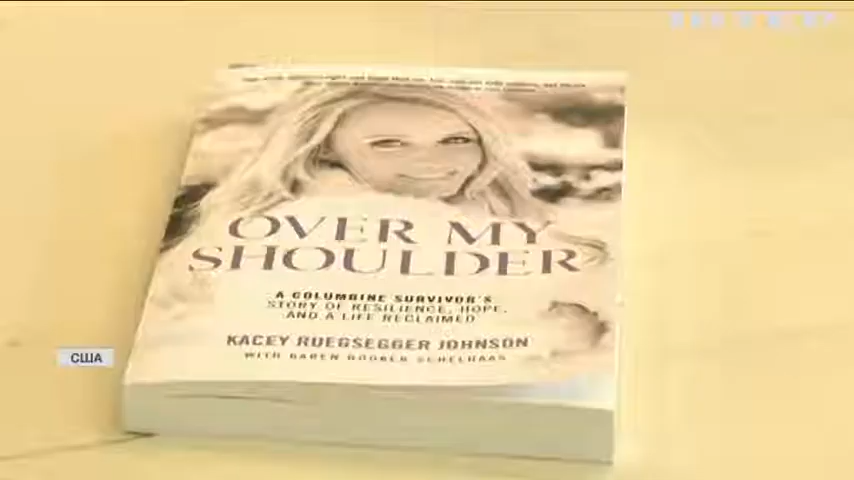 OVER MY
SHOULDER
A COLUMBINE SURVIVOR'S
STORY OF RESILIENCE, HOPE,
AND A LIFE RECLAIMED
KACEY RUEGSEGGER JOHNSON
WITH KAREN BOOKER SCHELHAAS
США